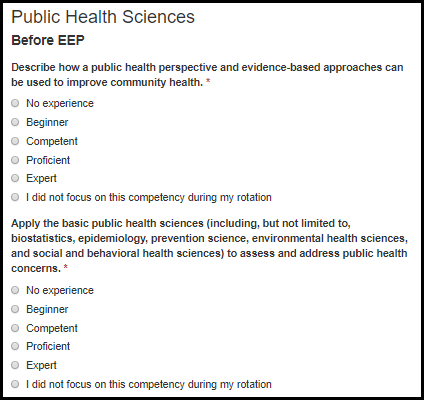 Public Health Sciences
Before EEP
Describe how a public health perspective and evidence-based approaches can
be used to improve community health. *
No experience
Beginner
Competent
Proficient
Expert
I did not focus on this competency during my rotation
Apply the basic public health sciences (including, but not limited to,
biostatistics, epidemiology, prevention science, environmental health sciences,
and social and behavioral health sciences) to assess and address public health
concerns. *
No experience
Beginner
Competent
Proficient
Expert
I did not focus on this competency during my rotation